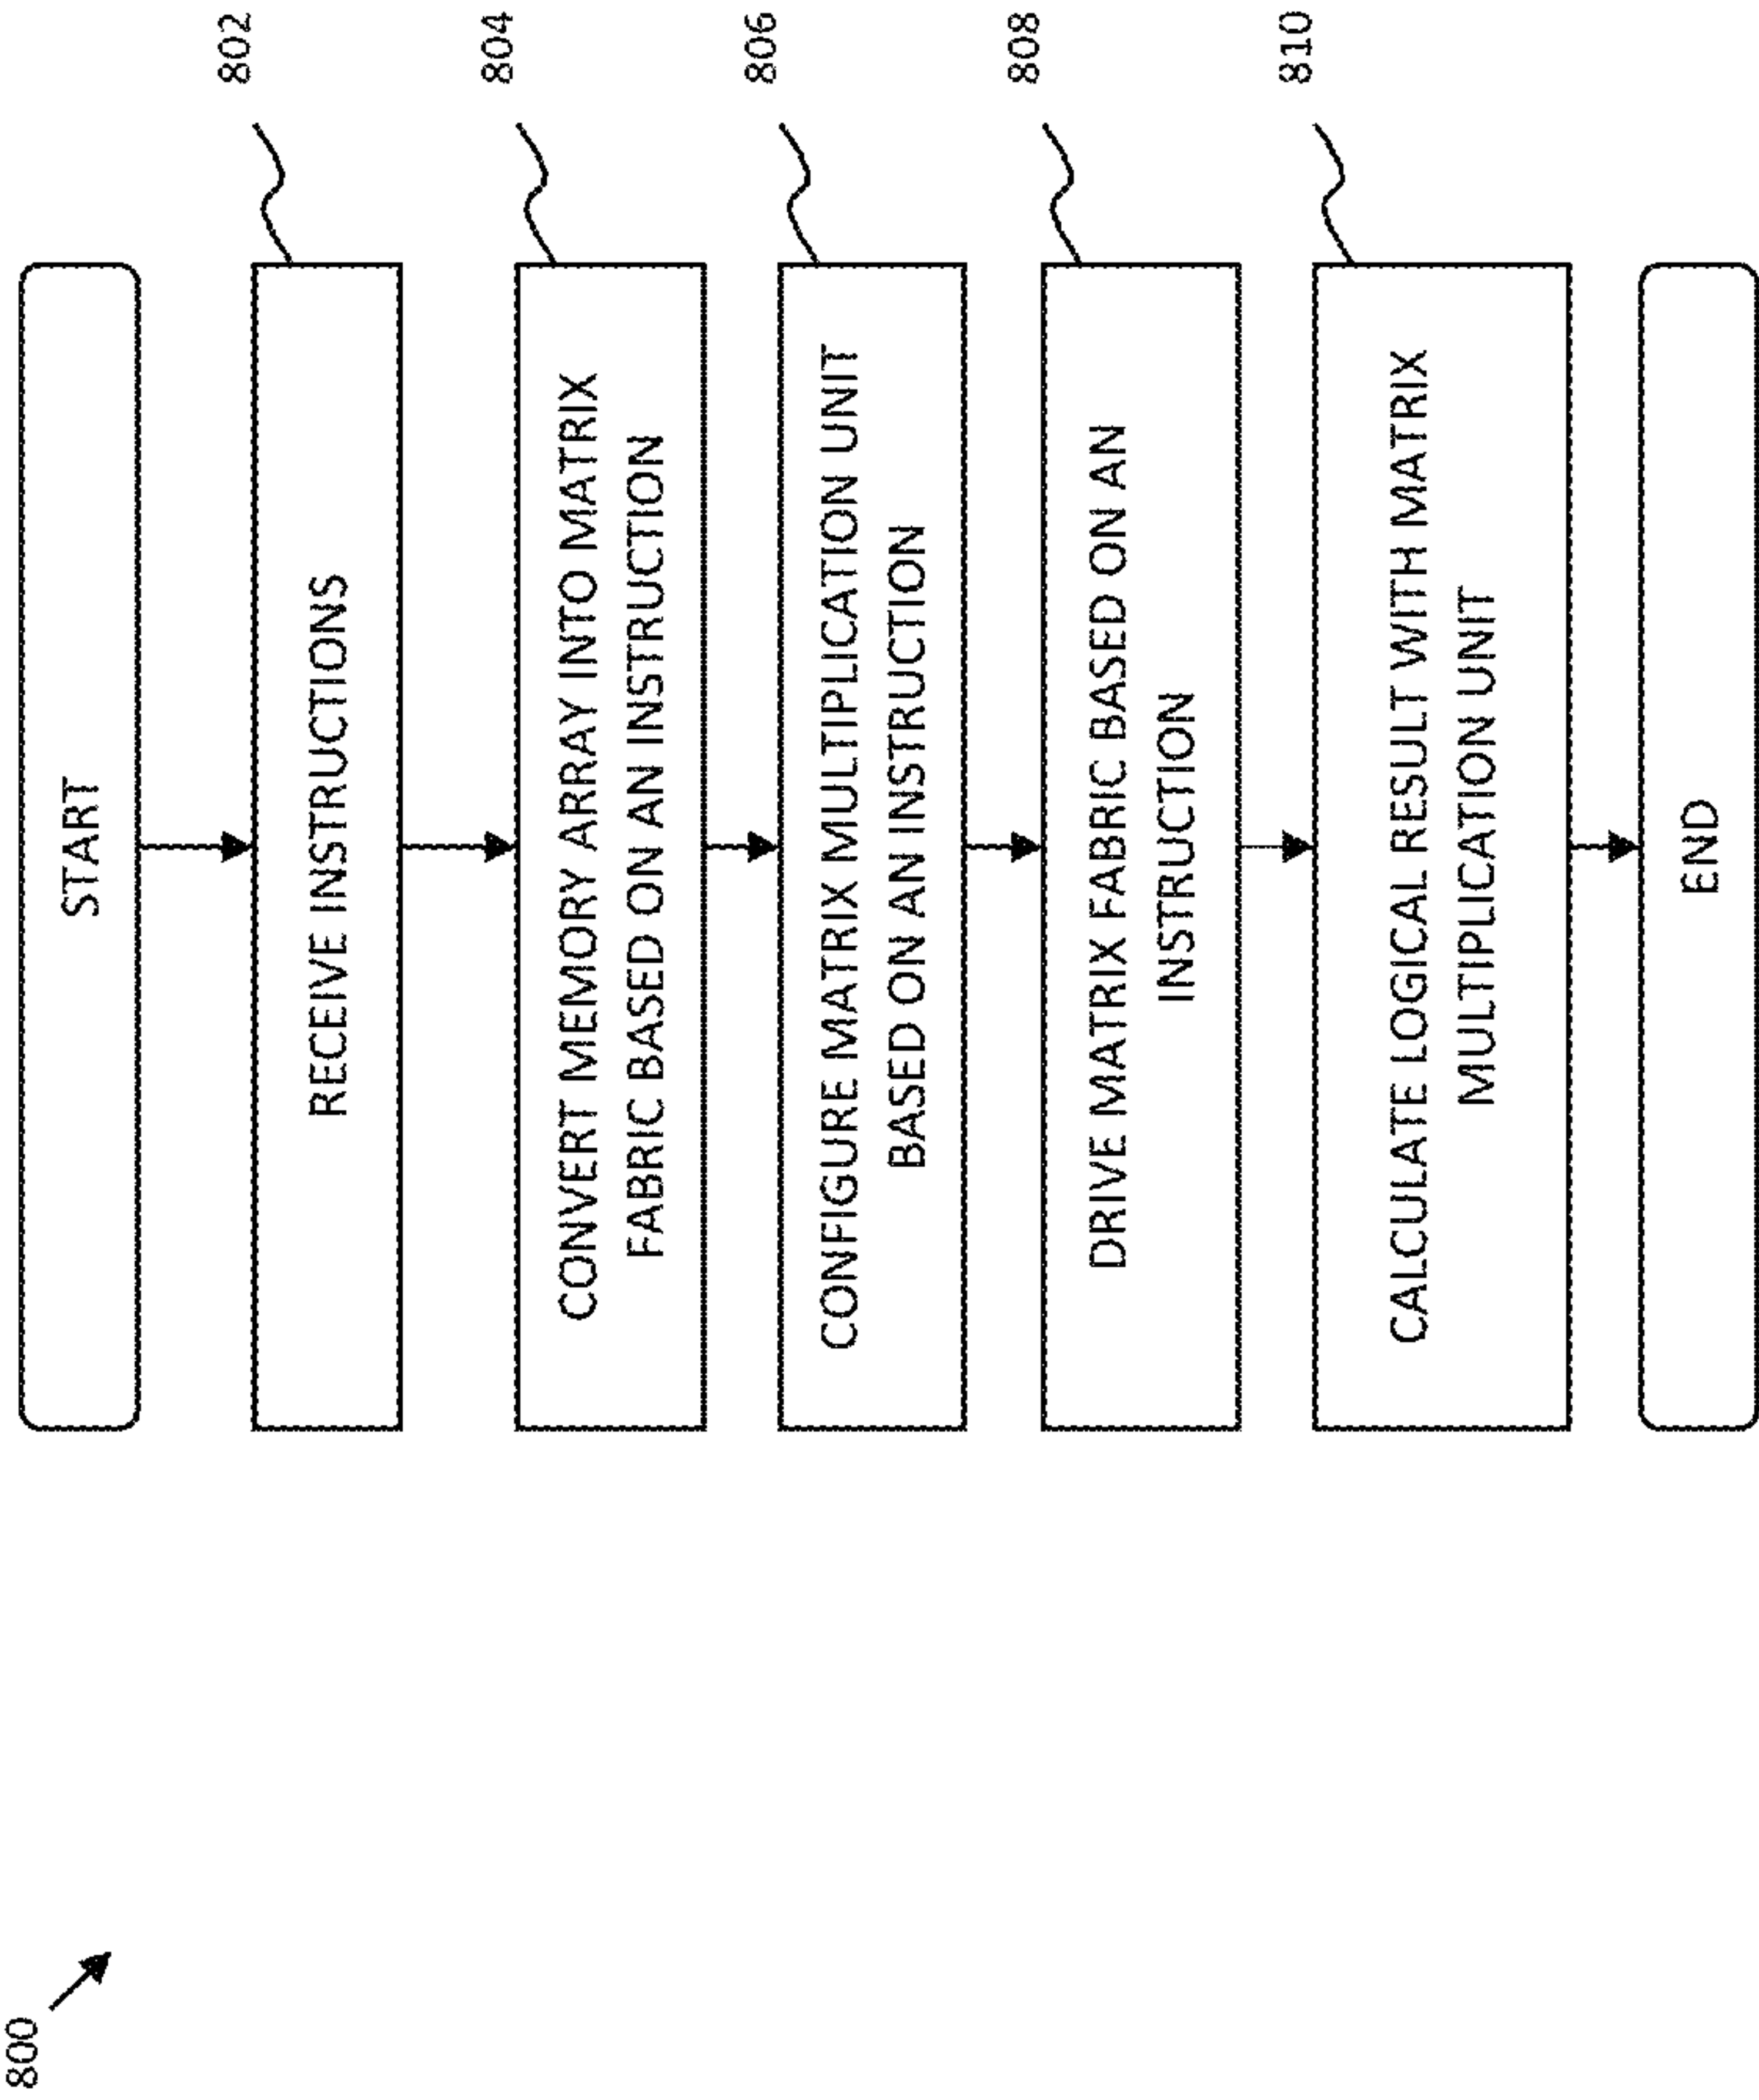 800
START
802
RECEIVE INSTRUCTIONS
804
CONVERT MEMORY ARRAY INTO MATRIX
FABRIC BASED ON AN INSTRUCTION
806
CONFIGURE MATRIX MULTIPLICATION UNIT
BASED ON AN INSTRUCTION
808
DRIVE MATRIX FABRIC BASED ON AN
INSTRUCTION
810
CALCULATE LOGICAL RESULT WITH MATRIX
MULTIPLICATION UNIT
END